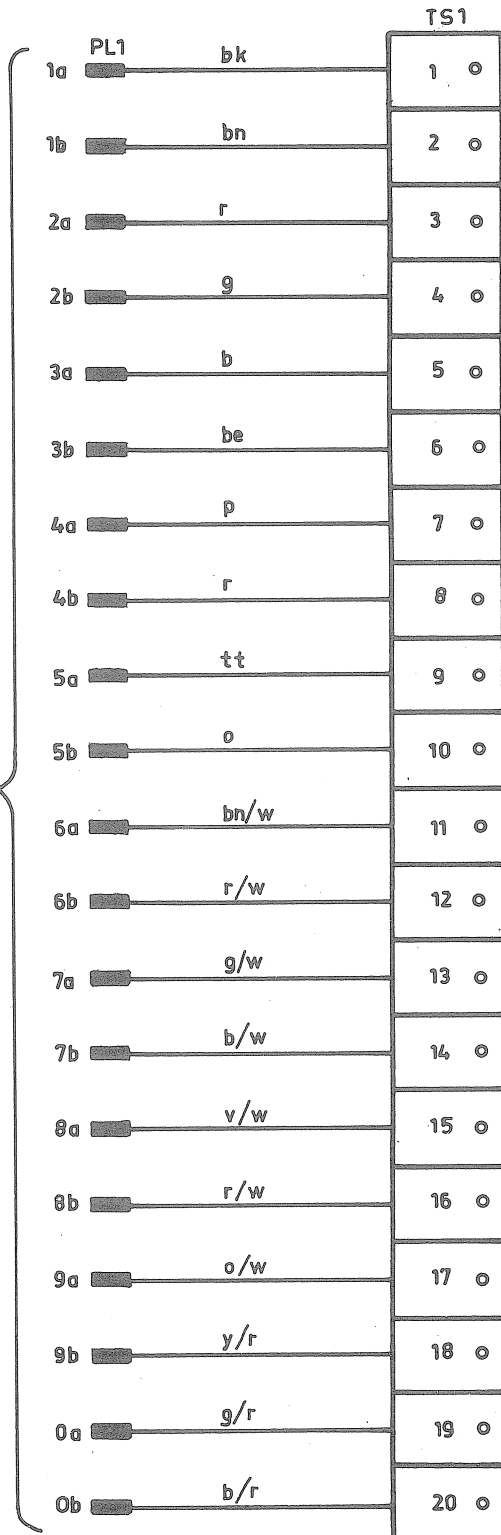 TS1
PL1
1a bk 1
1b bn 2
2a r 3
2b g 4
3a b 5
3b be 6
4a p 7
4b r 8
5a tt 9
5b o 10
6a bn/w 11
6b r/w 12
7a g/w 13
7b b/w 14
8a v/w 15
8b r/w 16
9a o/w 17
9b y/r 18
0a g/r 19
0b b/r 20